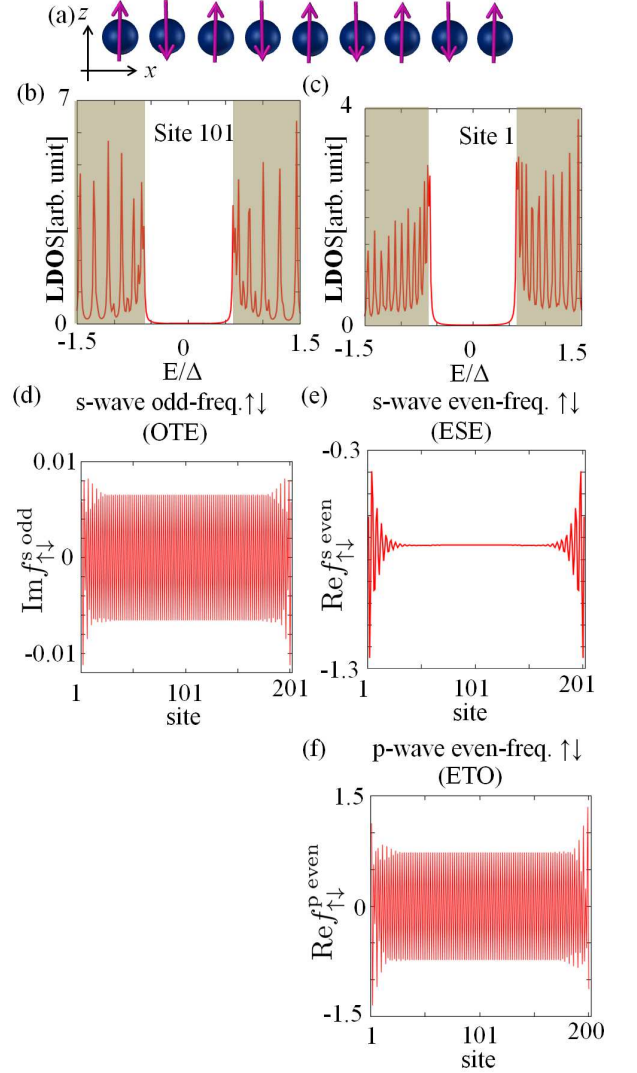 (a) z
x
(b) (c)
7
Site 101
LDOS[arb. unit]
0
-1.5 0 1.5
E/Δ
4
Site 1
LDOS[arb. unit]
0
-1.5 0 1.5
E/Δ
(d) s-wave odd-freq.↑↓
(OTE)
0.01
0
-0.01
Im f^{s odd}_{↑↓}
1 101 201
site
(e) s-wave even-freq. ↑↓
(ESE)
-0.3
-1.3
Re f^{s even}_{↑↓}
1 101 201
site
(f) p-wave even-freq. ↑↓
(ETO)
1.5
0
-1.5
Re f^{p even}_{↑↓}
1 101 200
site